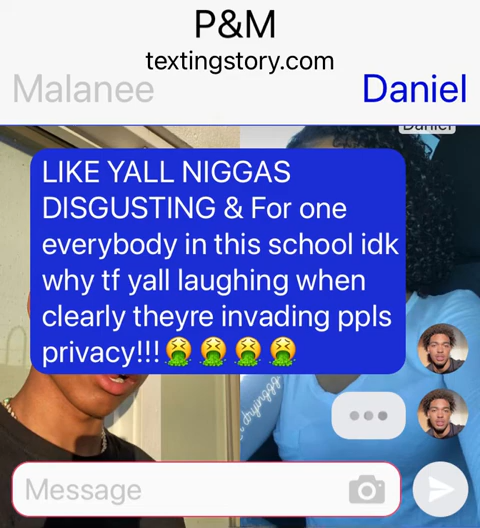 P&M
textingstory.com
Malanee
Daniel
Daniel
LIKE YALL NIGGAS
DISGUSTING & For one
everybody in this school idk
why tf yall laughing when
clearly theyre invading ppls
privacy!!!🤮🤮🤮🤮
Message